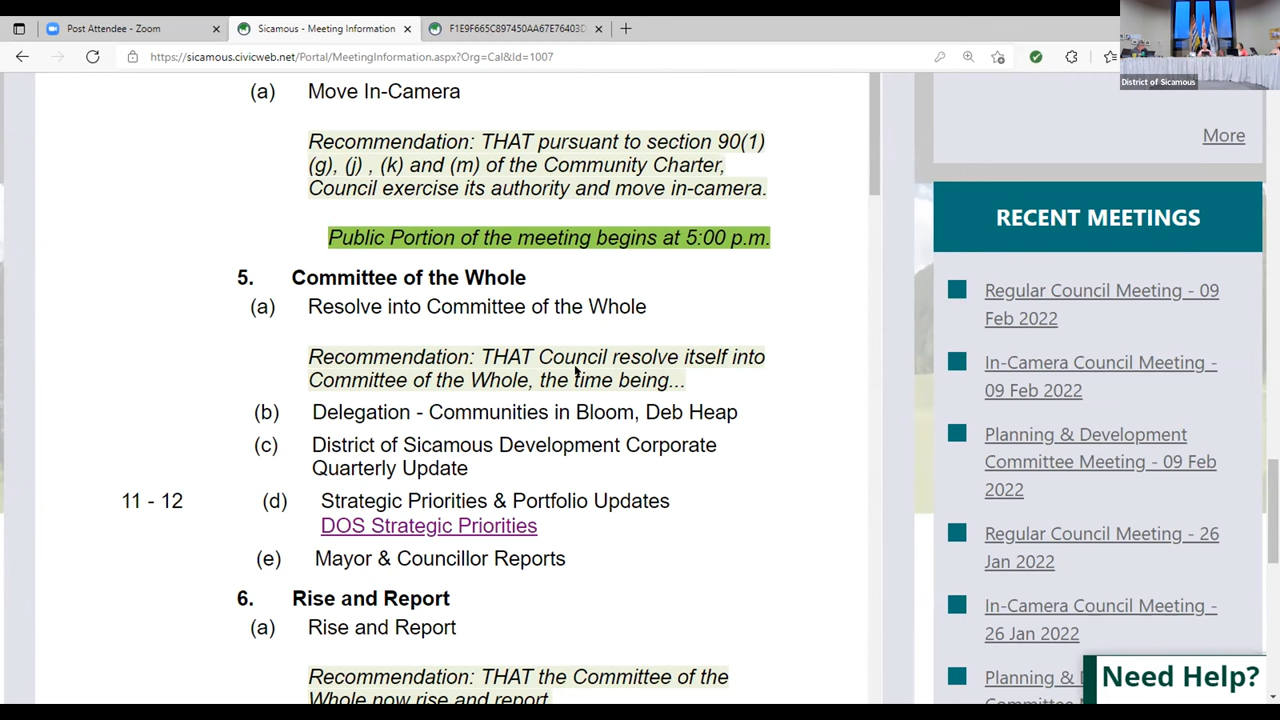 Post Attendee - Zoom
Sicamous - Meeting Information
F1E9F665C897450AA67E76403D
https://sicamous.civicweb.net/Portal/MeetingInformation.aspx?Org=Cal&Id=1007
District of Sicamous
(a) Move In-Camera
Recommendation: THAT pursuant to section 90(1)
(g), (j) , (k) and (m) of the Community Charter,
Council exercise its authority and move in-camera.
Public Portion of the meeting begins at 5:00 p.m.
5. Committee of the Whole
(a) Resolve into Committee of the Whole
Recommendation: THAT Council resolve itself into
Committee of the Whole, the time being...
(b) Delegation - Communities in Bloom, Deb Heap
(c) District of Sicamous Development Corporate
Quarterly Update
11 - 12 (d) Strategic Priorities & Portfolio Updates
DOS Strategic Priorities
(e) Mayor & Councillor Reports
6. Rise and Report
(a) Rise and Report
Recommendation: THAT the Committee of the
Whole now rise and report
More
RECENT MEETINGS
Regular Council Meeting - 09
Feb 2022
In-Camera Council Meeting -
09 Feb 2022
Planning & Development
Committee Meeting - 09 Feb
2022
Regular Council Meeting - 26
Jan 2022
In-Camera Council Meeting -
26 Jan 2022
Planning &
Need Help?